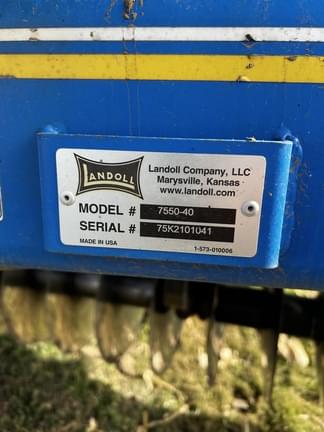 LANDOLL
Landoll Company, LLC
Marysville, Kansas
www.landoll.com
MODEL # 7550-40
SERIAL # 75K2101041
MADE IN USA 1-573-010006